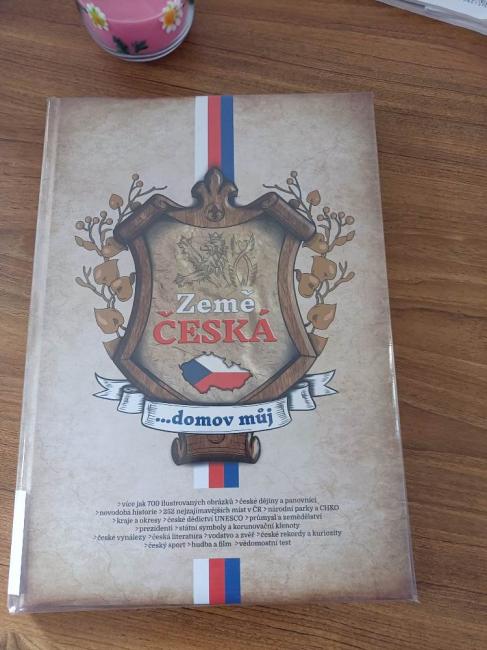 Země
ČESKÁ
...domov můj
>více jak 700 ilustrovaných obrázků >české dějiny a panovníci
>novodobá historie >252 nejzajímavějších míst v ČR >národní parky a CHKO
>kraje a okresy >české dědictví UNESCO >průmysl a zemědělství
>prezidenti >státní symboly a korunovační klenoty
>české vynálezy >česká literatura >vodstvo a zvěř >české rekordy a kuriosity
>český sport >hudba a film >vědomostní test